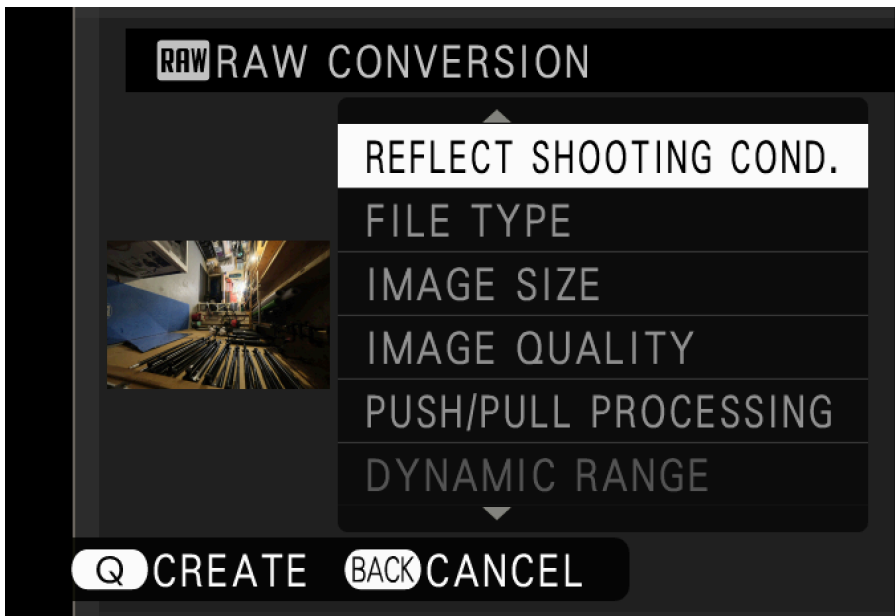 RAW RAW CONVERSION
REFLECT SHOOTING COND.
FILE TYPE
IMAGE SIZE
IMAGE QUALITY
PUSH/PULL PROCESSING
DYNAMIC RANGE
Q CREATE BACK CANCEL